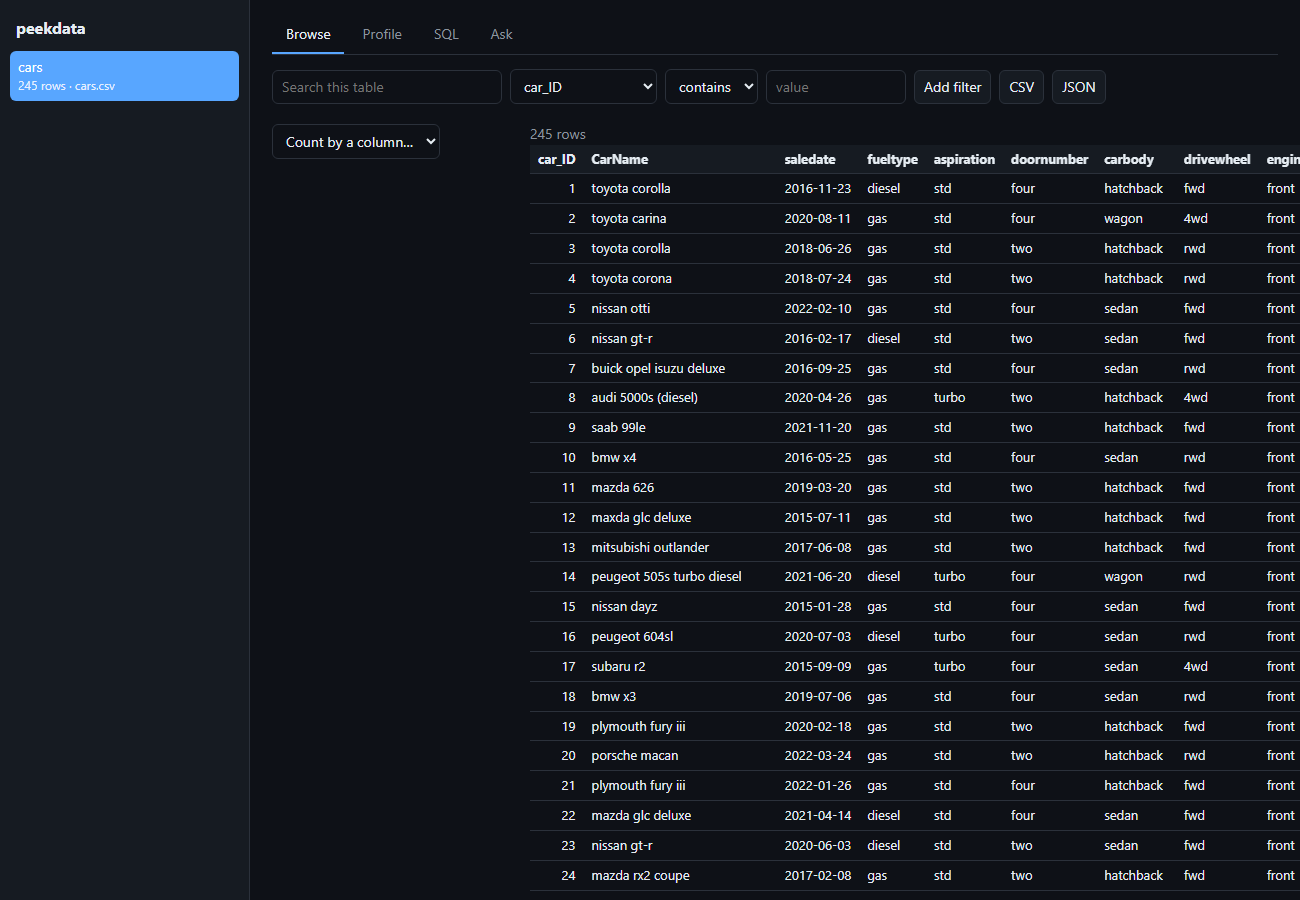 peekdata
cars
245 rows · cars.csv
Browse Profile SQL Ask
Search this table car_ID contains value Add filter CSV JSON
Count by a column...
245 rows
car_ID CarName saledate fueltype aspiration doornumber carbody drivewheel engin
1 toyota corolla 2016-11-23 diesel std four hatchback fwd front
2 toyota carina 2020-08-11 gas std four wagon 4wd front
3 toyota corolla 2018-06-26 gas std two hatchback rwd front
4 toyota corona 2018-07-24 gas std two hatchback rwd front
5 nissan otti 2022-02-10 gas std four sedan fwd front
6 nissan gt-r 2016-02-17 diesel std two sedan fwd front
7 buick opel isuzu deluxe 2016-09-25 gas std four sedan rwd front
8 audi 5000s (diesel) 2020-04-26 gas turbo two hatchback 4wd front
9 saab 99le 2021-11-20 gas std two hatchback fwd front
10 bmw x4 2016-05-25 gas std four sedan rwd front
11 mazda 626 2019-03-20 gas std two hatchback fwd front
12 maxda glc deluxe 2015-07-11 gas std two hatchback fwd front
13 mitsubishi outlander 2017-06-08 gas std two hatchback fwd front
14 peugeot 505s turbo diesel 2021-06-20 diesel turbo four wagon rwd front
15 nissan dayz 2015-01-28 gas std four sedan fwd front
16 peugeot 604sl 2020-07-03 diesel turbo four sedan rwd front
17 subaru r2 2015-09-09 gas turbo four sedan 4wd front
18 bmw x3 2019-07-06 gas std four sedan rwd front
19 plymouth fury iii 2020-02-18 gas std two hatchback fwd front
20 porsche macan 2022-03-24 gas std two hatchback rwd front
21 plymouth fury iii 2022-01-26 gas std four hatchback fwd front
22 mazda glc deluxe 2021-04-14 diesel std four sedan fwd front
23 nissan gt-r 2020-06-03 diesel std two sedan fwd front
24 mazda rx2 coupe 2017-02-08 gas std two hatchback fwd front